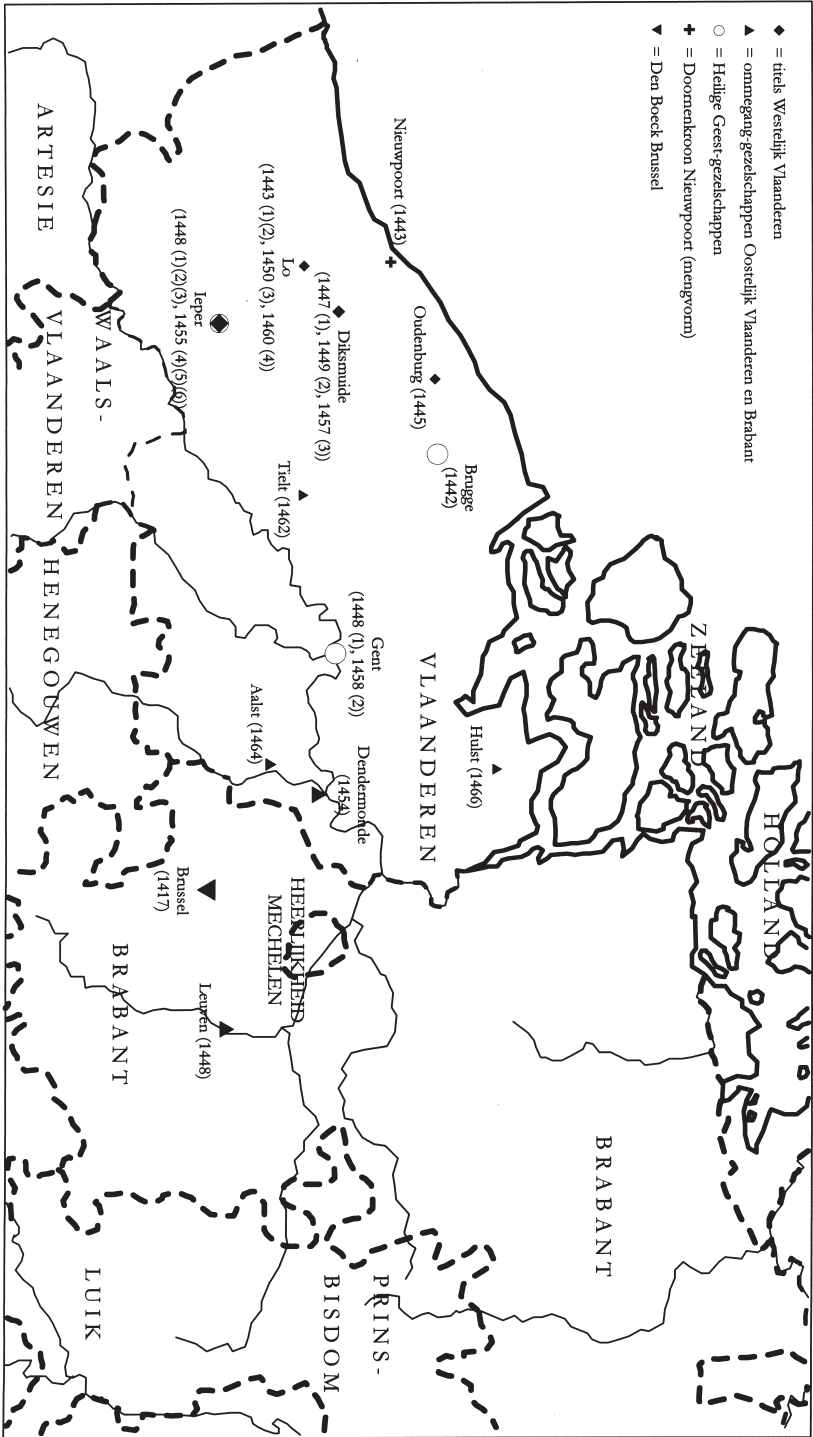 ◆ = titels Westelijk Vlaanderen
▲ = ommegang-gezelschappen Oostelijk Vlaanderen en Brabant
○ = Heilige Geest-gezelschappen
✚ = Doornenkroon Nieuwpoort (mengvorm)
▼ = Den Boeck Brussel
HOLLAND
ZEELAND
BRABANT
Hulst (1466)
Brugge
(1442)
VLAANDEREN
Oudenburg (1445)
Nieuwpoort (1443)
PRINS-
BISDOM
LUIK
Gent
(1448 (1), 1458 (2))
Dendermonde
(1454)
Diksmuide
(1447 (1), 1449 (2), 1457 (3))
Lo
(1443 (1)(2), 1450 (3), 1460 (4))
Tielt (1462)
HEERLIJKHEID
MECHELEN
Aalst (1464)
Ieper
(1448 (1)(2)(3), 1455 (4)(5)(6))
Leuven (1448)
Brussel
(1417)
BRABANT
WAALS-
VLAANDEREN
HENEGOUWEN
ARTESIE